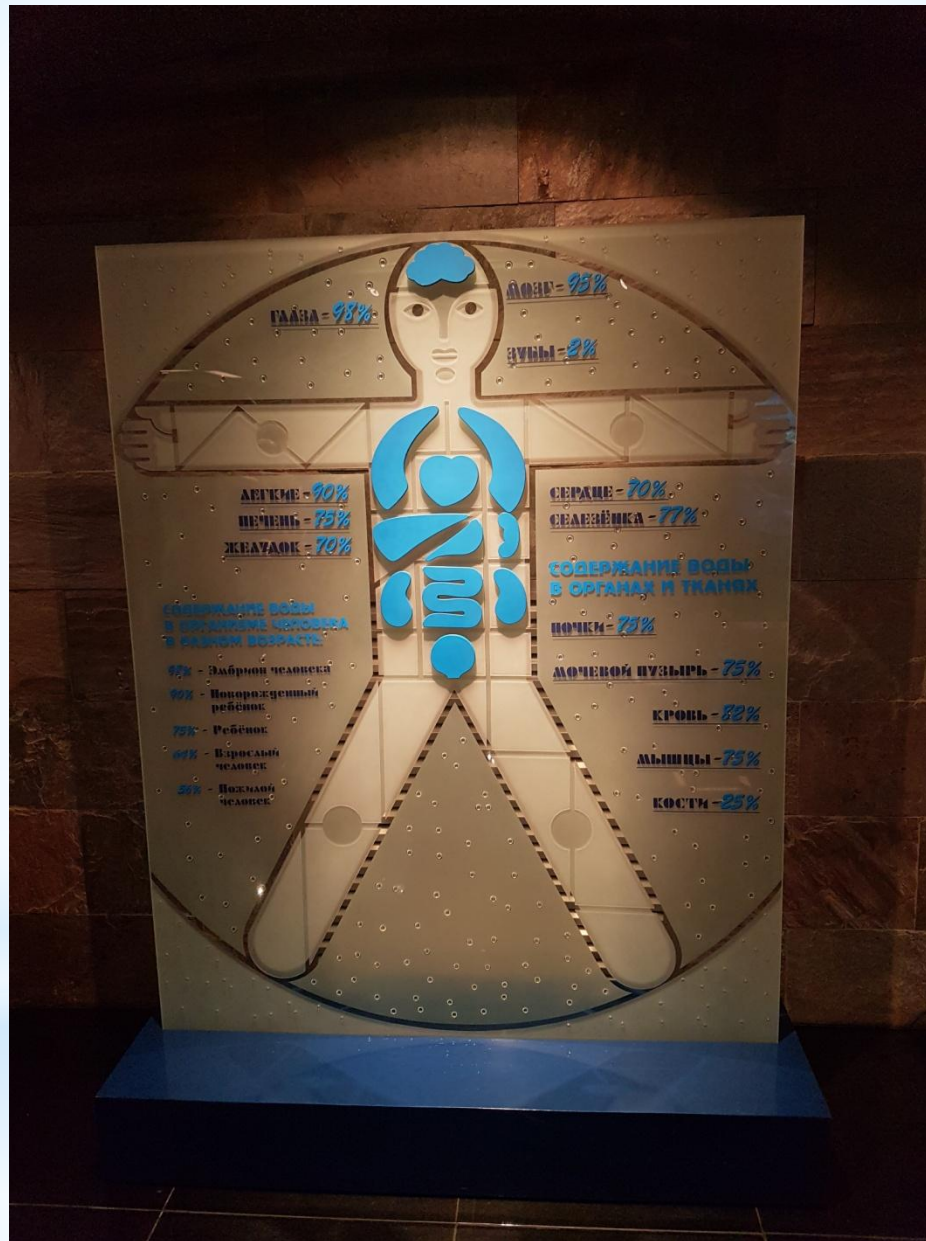 ГЛАЗА - 98%
МОЗГ - 95%
ЗУБЫ - 2%
ЛЕГКИЕ - 90%
ПЕЧЕНЬ - 75%
ЖЕЛУДОК - 70%
СЕРДЦЕ - 70%
СЕЛЕЗЁНКА - 77%
СОДЕРЖАНИЕ ВОДЫ
В ОРГАНАХ И ТКАНЯХ
ПОЧКИ - 75%
МОЧЕВОЙ ПУЗЫРЬ - 75%
КРОВЬ - 82%
МЫШЦЫ - 75%
КОСТИ - 25%
СОДЕРЖАНИЕ ВОДЫ
В ОРГАНИЗМЕ ЧЕЛОВЕКА
В РАЗНОМ ВОЗРАСТЕ:
- Эмбрион человека
90% - Новорожденный
ребёнок
75% - Ребёнок
- Взрослый
человек
- Пожилой
человек